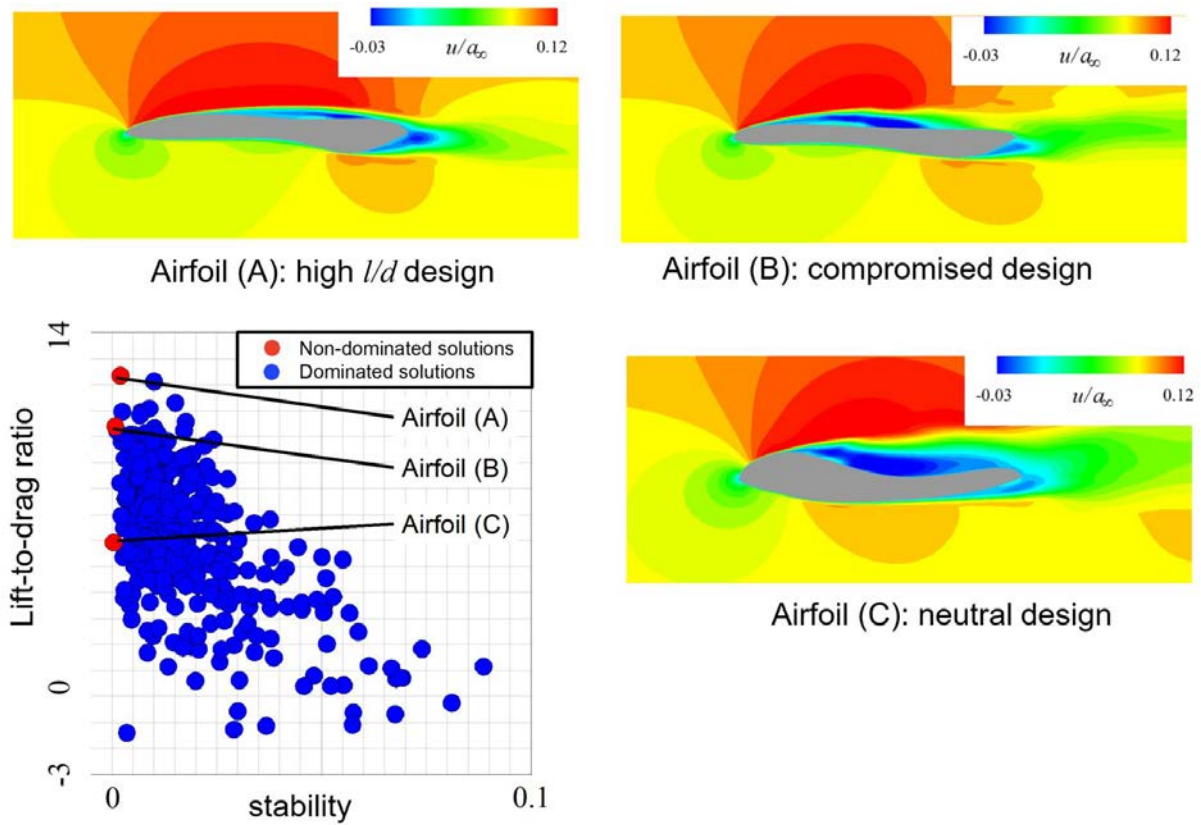 -0.03 u/a∞ 0.12
Airfoil (A): high l/d design
-0.03 u/a∞ 0.12
Airfoil (B): compromised design
14
Non-dominated solutions
Dominated solutions
Airfoil (A)
Airfoil (B)
Airfoil (C)
Lift-to-drag ratio
0
-3
0
stability
0.1
-0.03 u/a∞ 0.12
Airfoil (C): neutral design